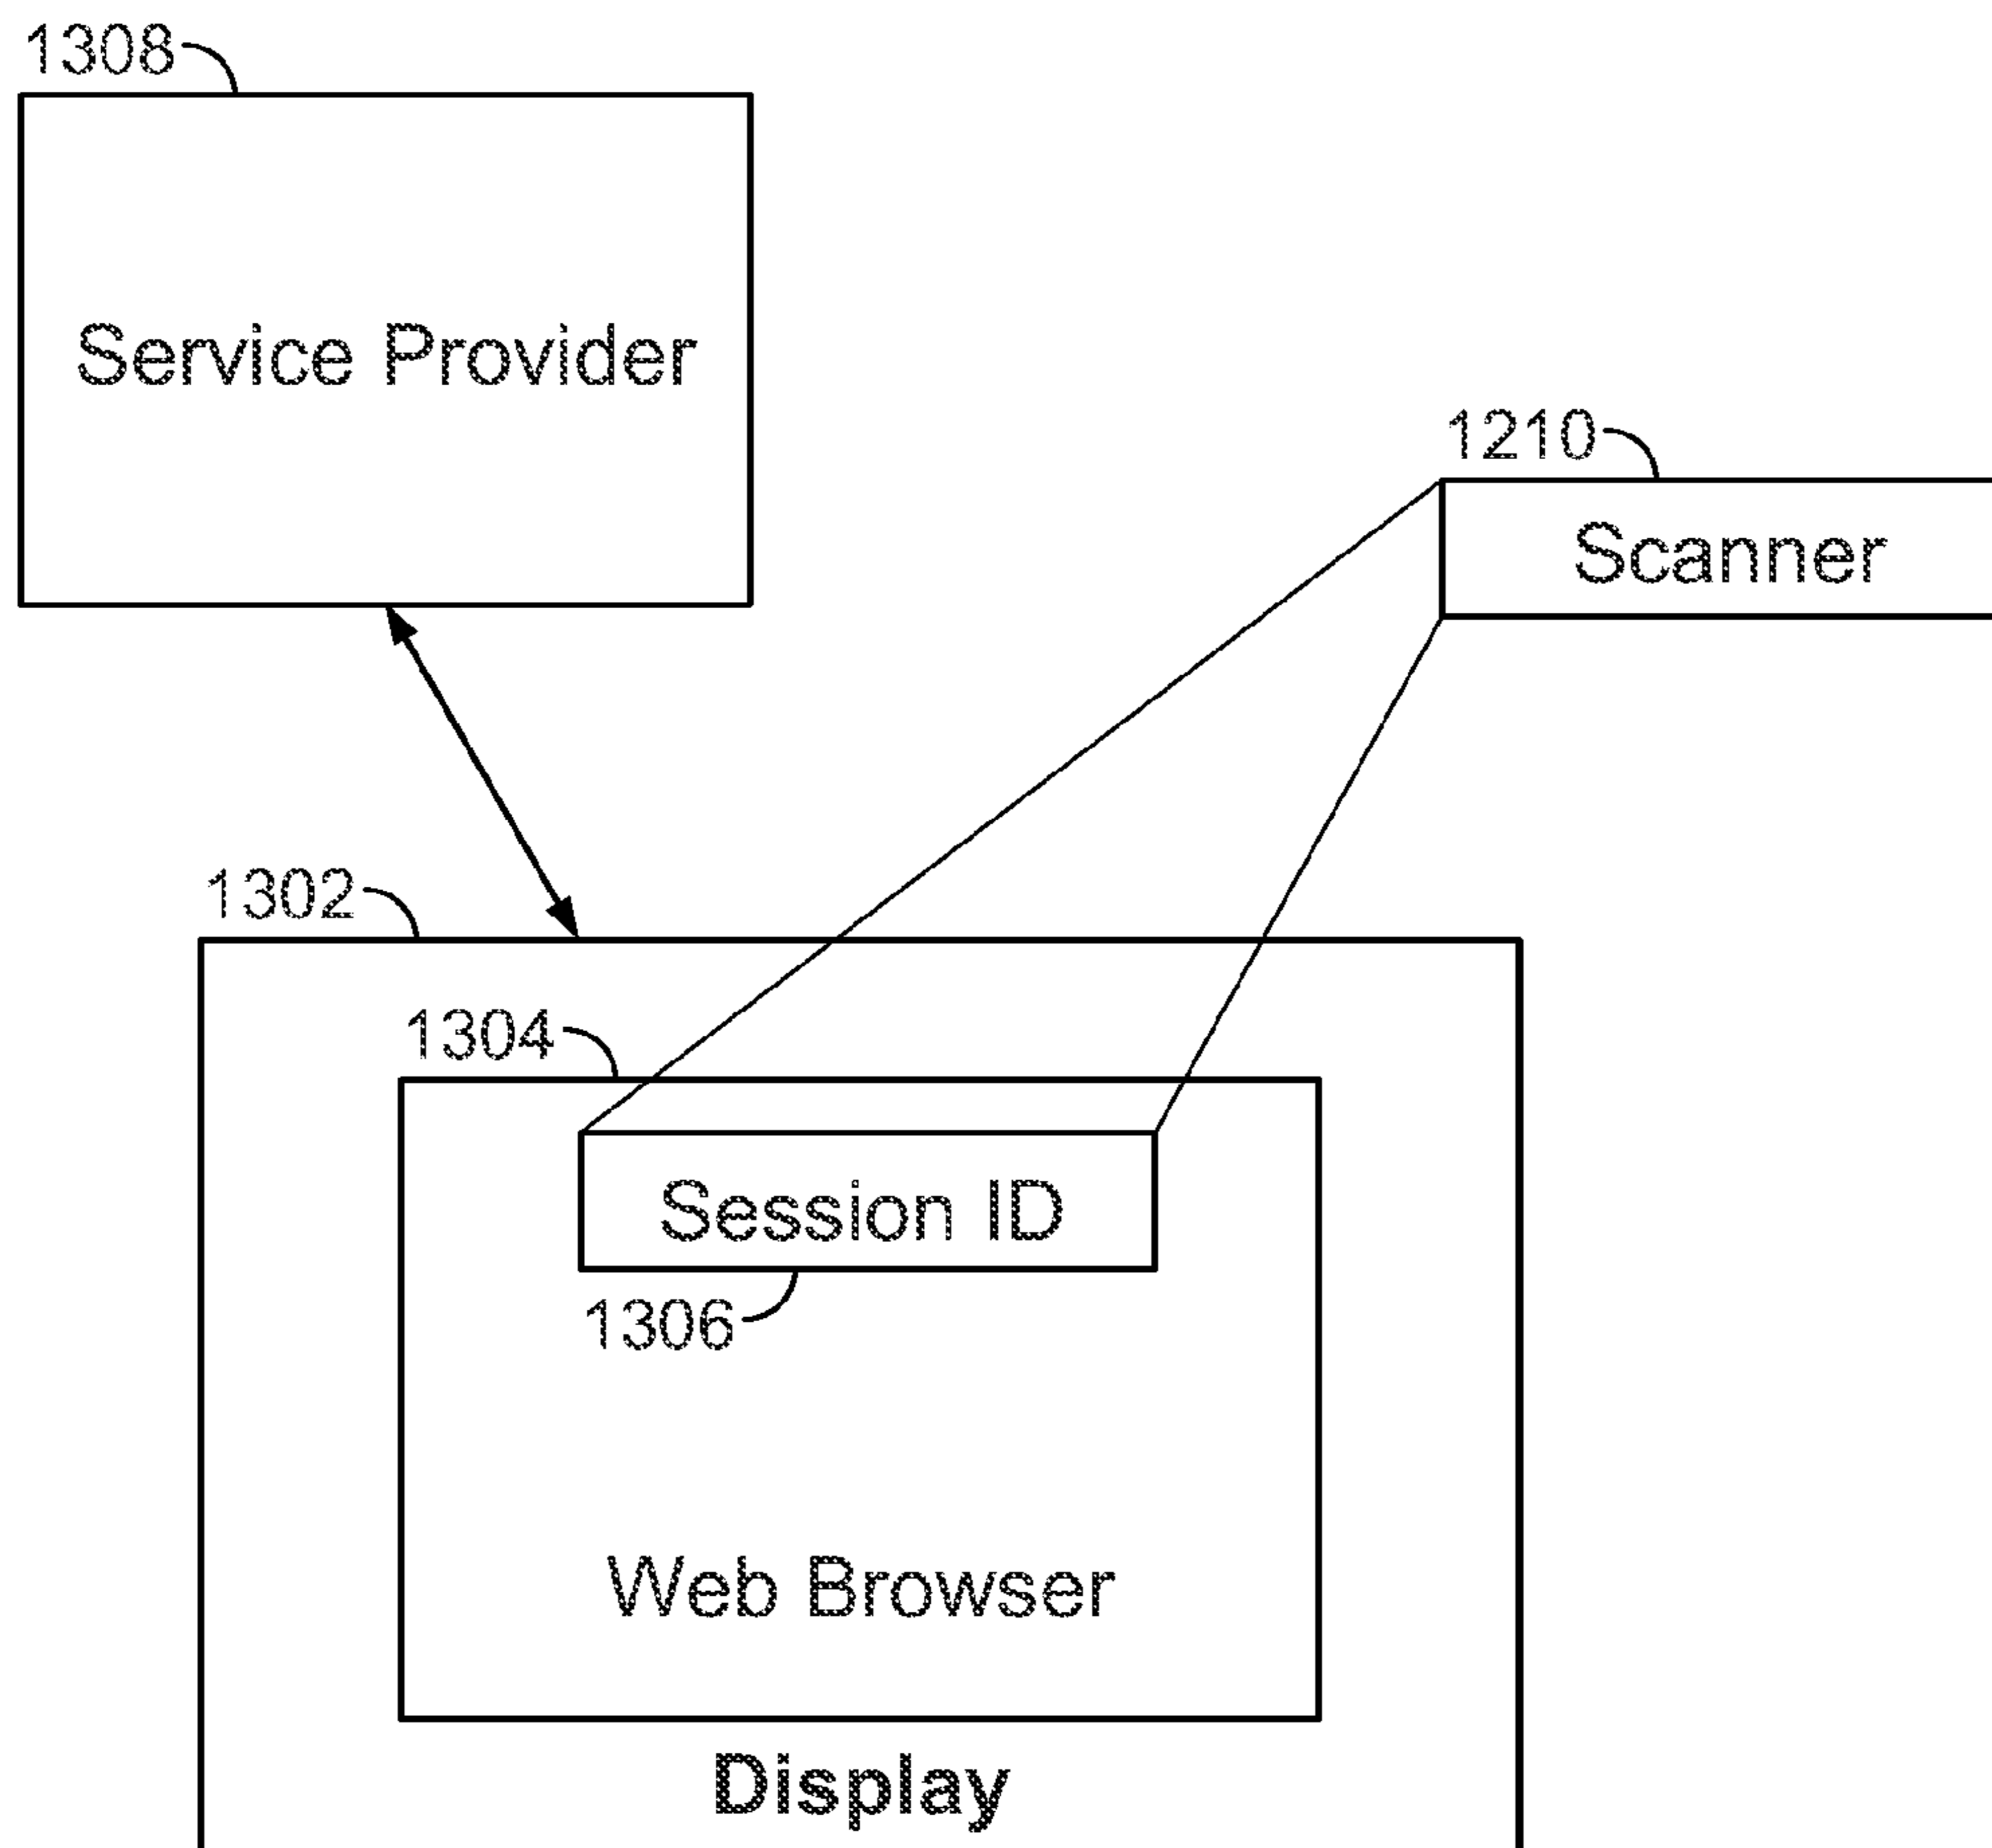 1308
Service Provider
1210
Scanner
1302
1304
Session ID
1306
Web Browser
Display